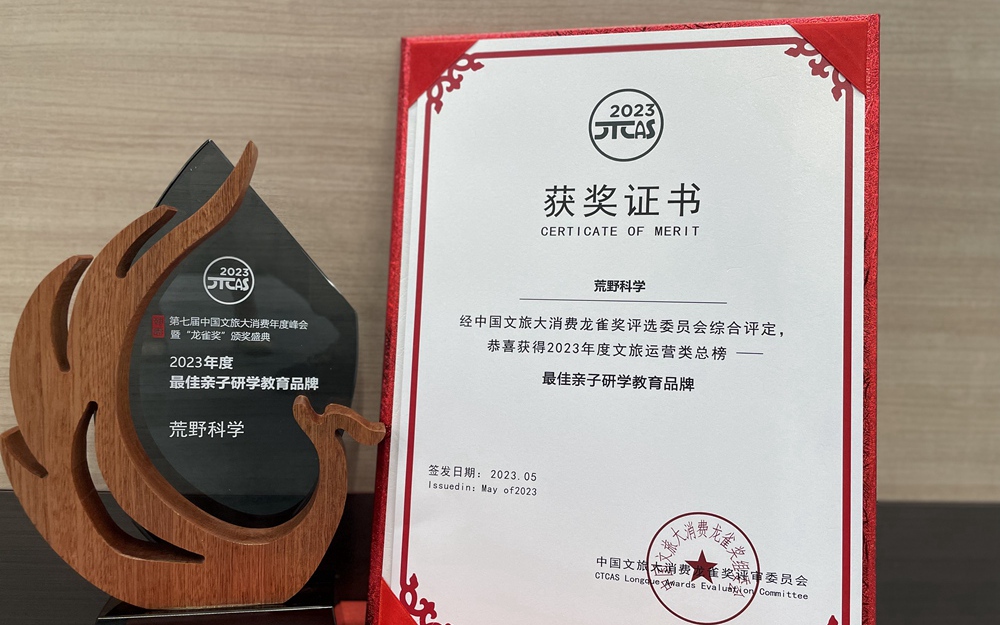 2023
JTCAS
第七届中国文旅大消费年度峰会
暨“龙雀奖”颁奖盛典
2023年度
最佳亲子研学教育品牌
荒野科学
2023
JTCAS
获奖证书
CERTICATE OF MERIT
荒野科学
经中国文旅大消费龙雀奖评选委员会综合评定，
恭喜获得2023年度文旅运营类总榜 ——
最佳亲子研学教育品牌
签发日期： 2023.05
Issuedin: May of2023
中国文旅大消费龙雀奖评审委员会
CTCAS Longque Awards Evaluation Committee